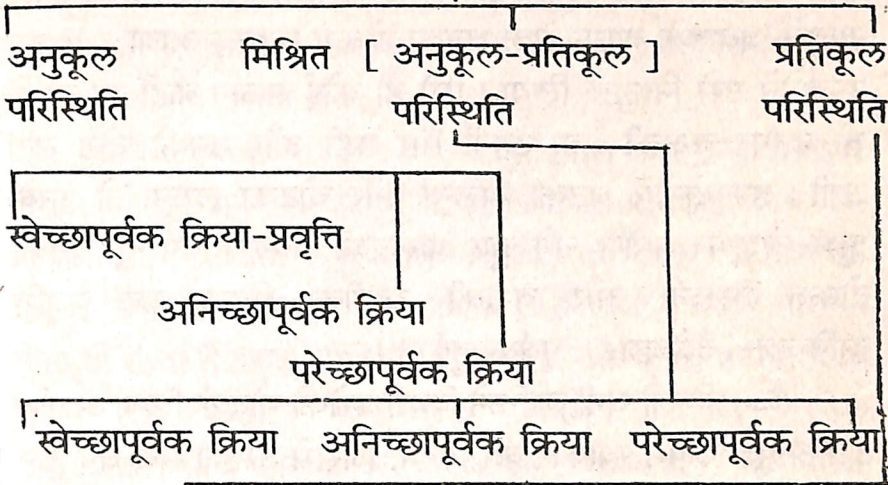 अनुकूल मिश्रित [ अनुकूल-प्रतिकूल ] प्रतिकूल
परिस्थिति परिस्थिति परिस्थिति
स्वेच्छापूर्वक क्रिया-प्रवृत्ति
अनिच्छापूर्वक क्रिया
परेच्छापूर्वक क्रिया
स्वेच्छापूर्वक क्रिया अनिच्छापूर्वक क्रिया परेच्छापूर्वक क्रिया